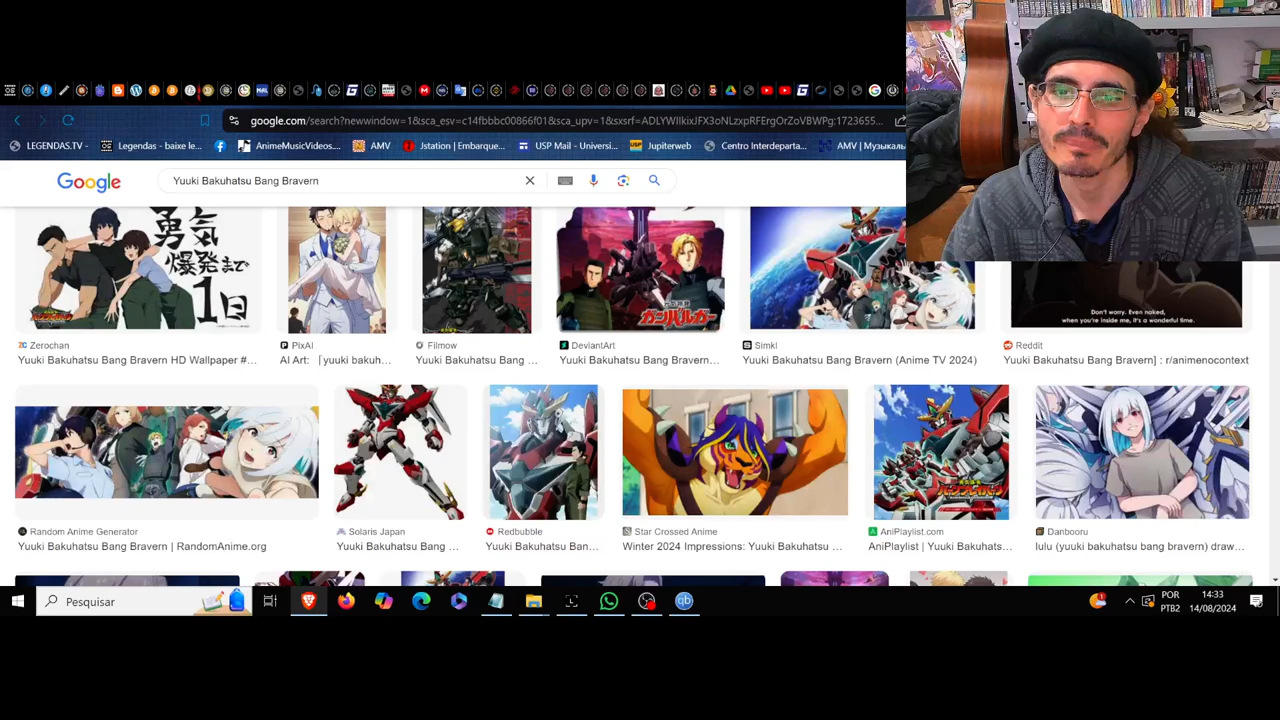 google.com/search?newwindow=1&sca_esv=c14fbbbc00866f01&sca_upv=1&sxsrf=ADLYWIIkixJFX3oNLzxpRFErgOrZoVBWPg:1723655...
LEGENDAS.TV -
Legendas - baixe le...
AnimeMusicVideos...
AMV
Jstation | Embarque...
USP Mail - Universi...
Jupiterweb
Centro Interdeparta...
AMV | Музыкаль
Google
Yuuki Bakuhatsu Bang Bravern
勇気
爆発まで
1日
Don't worry. Even naked,
when you're inside me, it's a wonderful time.
Zerochan
PixAI
Filmow
DeviantArt
Simkl
Reddit
Yuuki Bakuhatsu Bang Bravern HD Wallpaper #...
AI Art: 「yuuki bakuh...
Yuuki Bakuhatsu Bang ...
Yuuki Bakuhatsu Bang Bravern...
Yuuki Bakuhatsu Bang Bravern (Anime TV 2024)
Yuuki Bakuhatsu Bang Bravern] : r/animenocontext
Random Anime Generator
Solaris Japan
Redbubble
Star Crossed Anime
AniPlaylist.com
Danbooru
Yuuki Bakuhatsu Bang Bravern | RandomAnime.org
Yuuki Bakuhatsu Bang ...
Yuuki Bakuhatsu Ban...
Winter 2024 Impressions: Yuuki Bakuhatsu ...
AniPlaylist | Yuuki Bakuhats...
lulu (yuuki bakuhatsu bang bravern) draw...
Pesquisar
POR
PTB2
14:33
14/08/2024